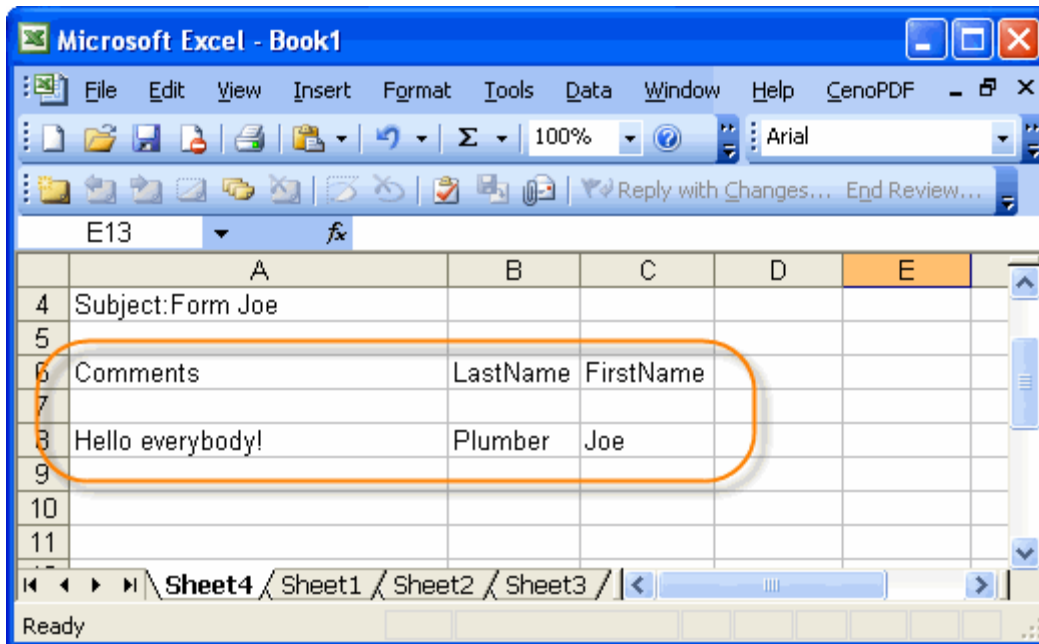 Microsoft Excel - Book1
File Edit View Insert Format Tools Data Window Help CenoPDF
Σ 100% Arial
Reply with Changes... End Review...
E13 fx
A B C D E
4 Subject:Form Joe
5
6 Comments LastName FirstName
7
8 Hello everybody! Plumber Joe
9
10
11
Sheet4 Sheet1 Sheet2 Sheet3
Ready